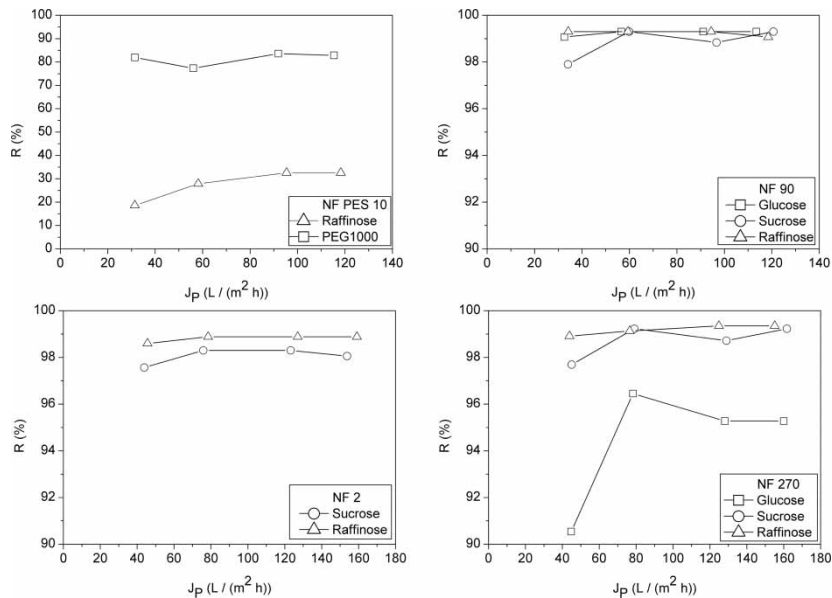 100
90
80
70
60
50
40
30
20
10
0
R (%)
0 20 40 60 80 100 120 140
J_P (L / (m² h)
NF PES 10
Raffinose
PEG1000
100
98
96
94
92
90
R (%)
0 20 40 60 80 100 120 140
J_P (L / (m² h)
NF 90
Glucose
Sucrose
Raffinose
100
98
96
94
92
90
R (%)
0 20 40 60 80 100 120 140 160 180
J_P (L / (m² h)
NF 2
Sucrose
Raffinose
100
98
96
94
92
90
R (%)
0 20 40 60 80 100 120 140 160 180
J_P (L / (m² h)
NF 270
Glucose
Sucrose
Raffinose